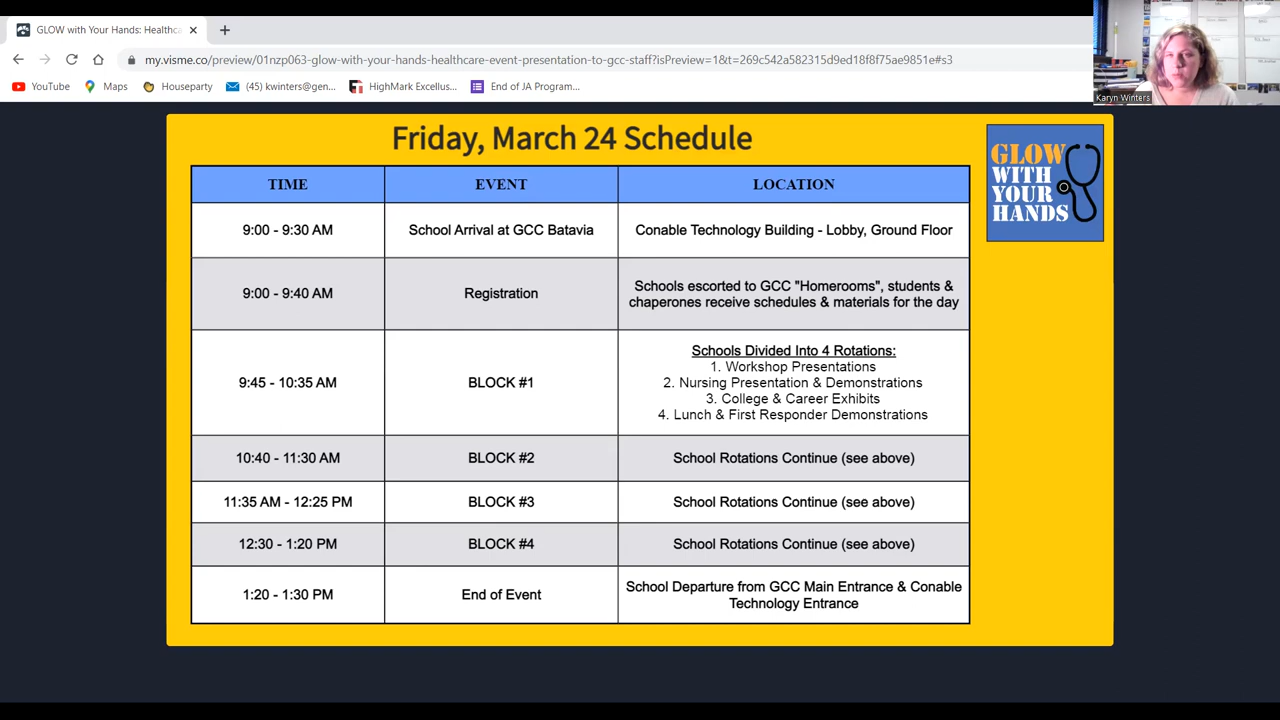 GLOW with Your Hands: Healthca
my.visme.co/preview/01nzp063-glow-with-your-hands-healthcare-event-presentation-to-gcc-staff?isPreview=1&t=269c542a582315d9ed18f8f75ae9851e#s3
YouTube
Maps
Houseparty
(45) kwinters@gen...
HighMark-Excellus...
End of JA Program...
Karyn Winters
Friday, March 24 Schedule
GLOW
WITH
YOUR
HANDS
TIME EVENT LOCATION
9:00 - 9:30 AM School Arrival at GCC Batavia Conable Technology Building - Lobby, Ground Floor
9:00 - 9:40 AM Registration Schools escorted to GCC "Homerooms", students &
chaperones receive schedules & materials for the day
9:45 - 10:35 AM BLOCK #1 Schools Divided Into 4 Rotations:
1. Workshop Presentations
2. Nursing Presentation & Demonstrations
3. College & Career Exhibits
4. Lunch & First Responder Demonstrations
10:40 - 11:30 AM BLOCK #2 School Rotations Continue (see above)
11:35 AM - 12:25 PM BLOCK #3 School Rotations Continue (see above)
12:30 - 1:20 PM BLOCK #4 School Rotations Continue (see above)
1:20 - 1:30 PM End of Event School Departure from GCC Main Entrance & Conable
Technology Entrance